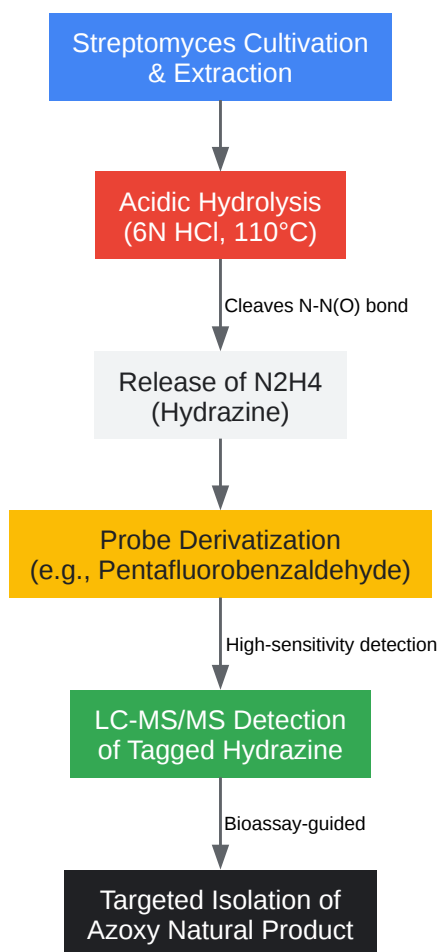 Streptomyces Cultivation
& Extraction
Acidic Hydrolysis
(6N HCl, 110°C)
Cleaves N-N(O) bond
Release of N2H4
(Hydrazine)
Probe Derivatization
(e.g., Pentafluorobenzaldehyde)
High-sensitivity detection
LC-MS/MS Detection
of Tagged Hydrazine
Bioassay-guided
Targeted Isolation of
Azoxy Natural Product